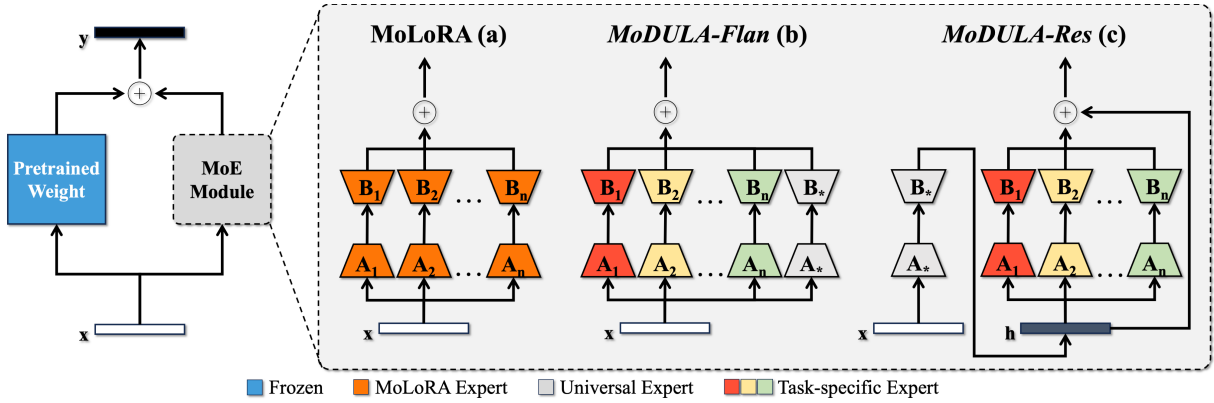 y
+
Pretrained
Weight
MoE
Module
x
MoLoRA (a)
+
B1 B2 ... Bn
A1 A2 ... An
x
MoDULA-Flan (b)
+
B1 B2 ... Bn B*
A1 A2 ... An A*
x
MoDULA-Res (c)
+
B* B1 B2 ... Bn
A* A1 A2 ... An
x h
Frozen MoLoRA Expert Universal Expert Task-specific Expert